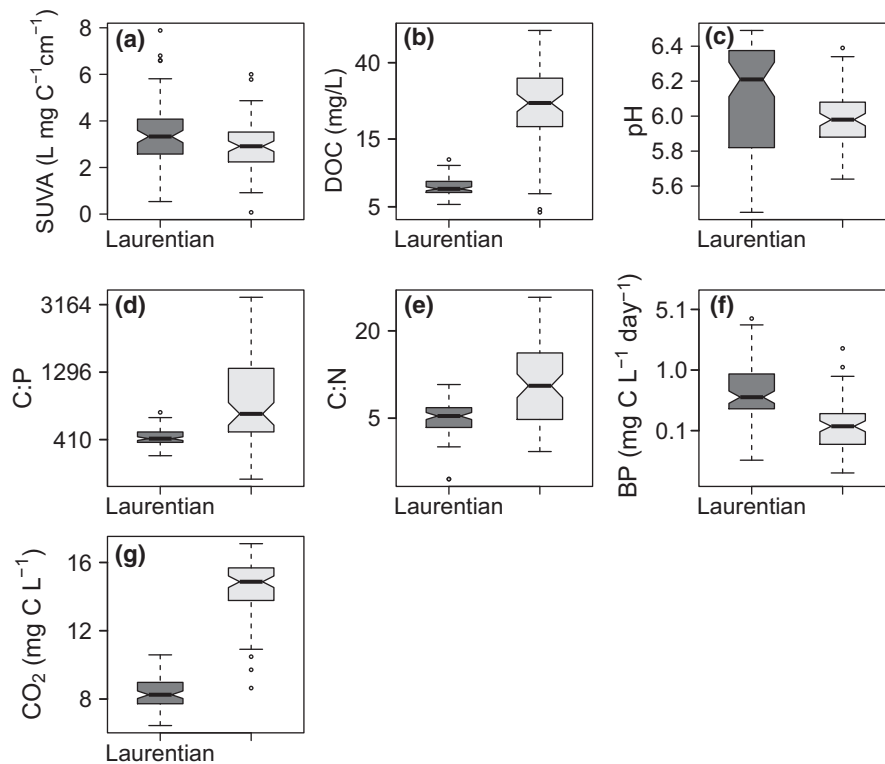 (a)
SUVA (L mg C⁻¹cm⁻¹)
8
6
4
2
0
Laurentian
(b)
DOC (mg/L)
40
15
5
Laurentian
(c)
pH
6.4
6.2
6.0
5.8
5.6
Laurentian
(d)
C:P
3164
1296
410
Laurentian
(e)
C:N
20
5
Laurentian
(f)
BP (mg C L⁻¹ day⁻¹)
5.1
1.0
0.1
Laurentian
(g)
CO₂ (mg C L⁻¹)
16
12
8
Laurentian